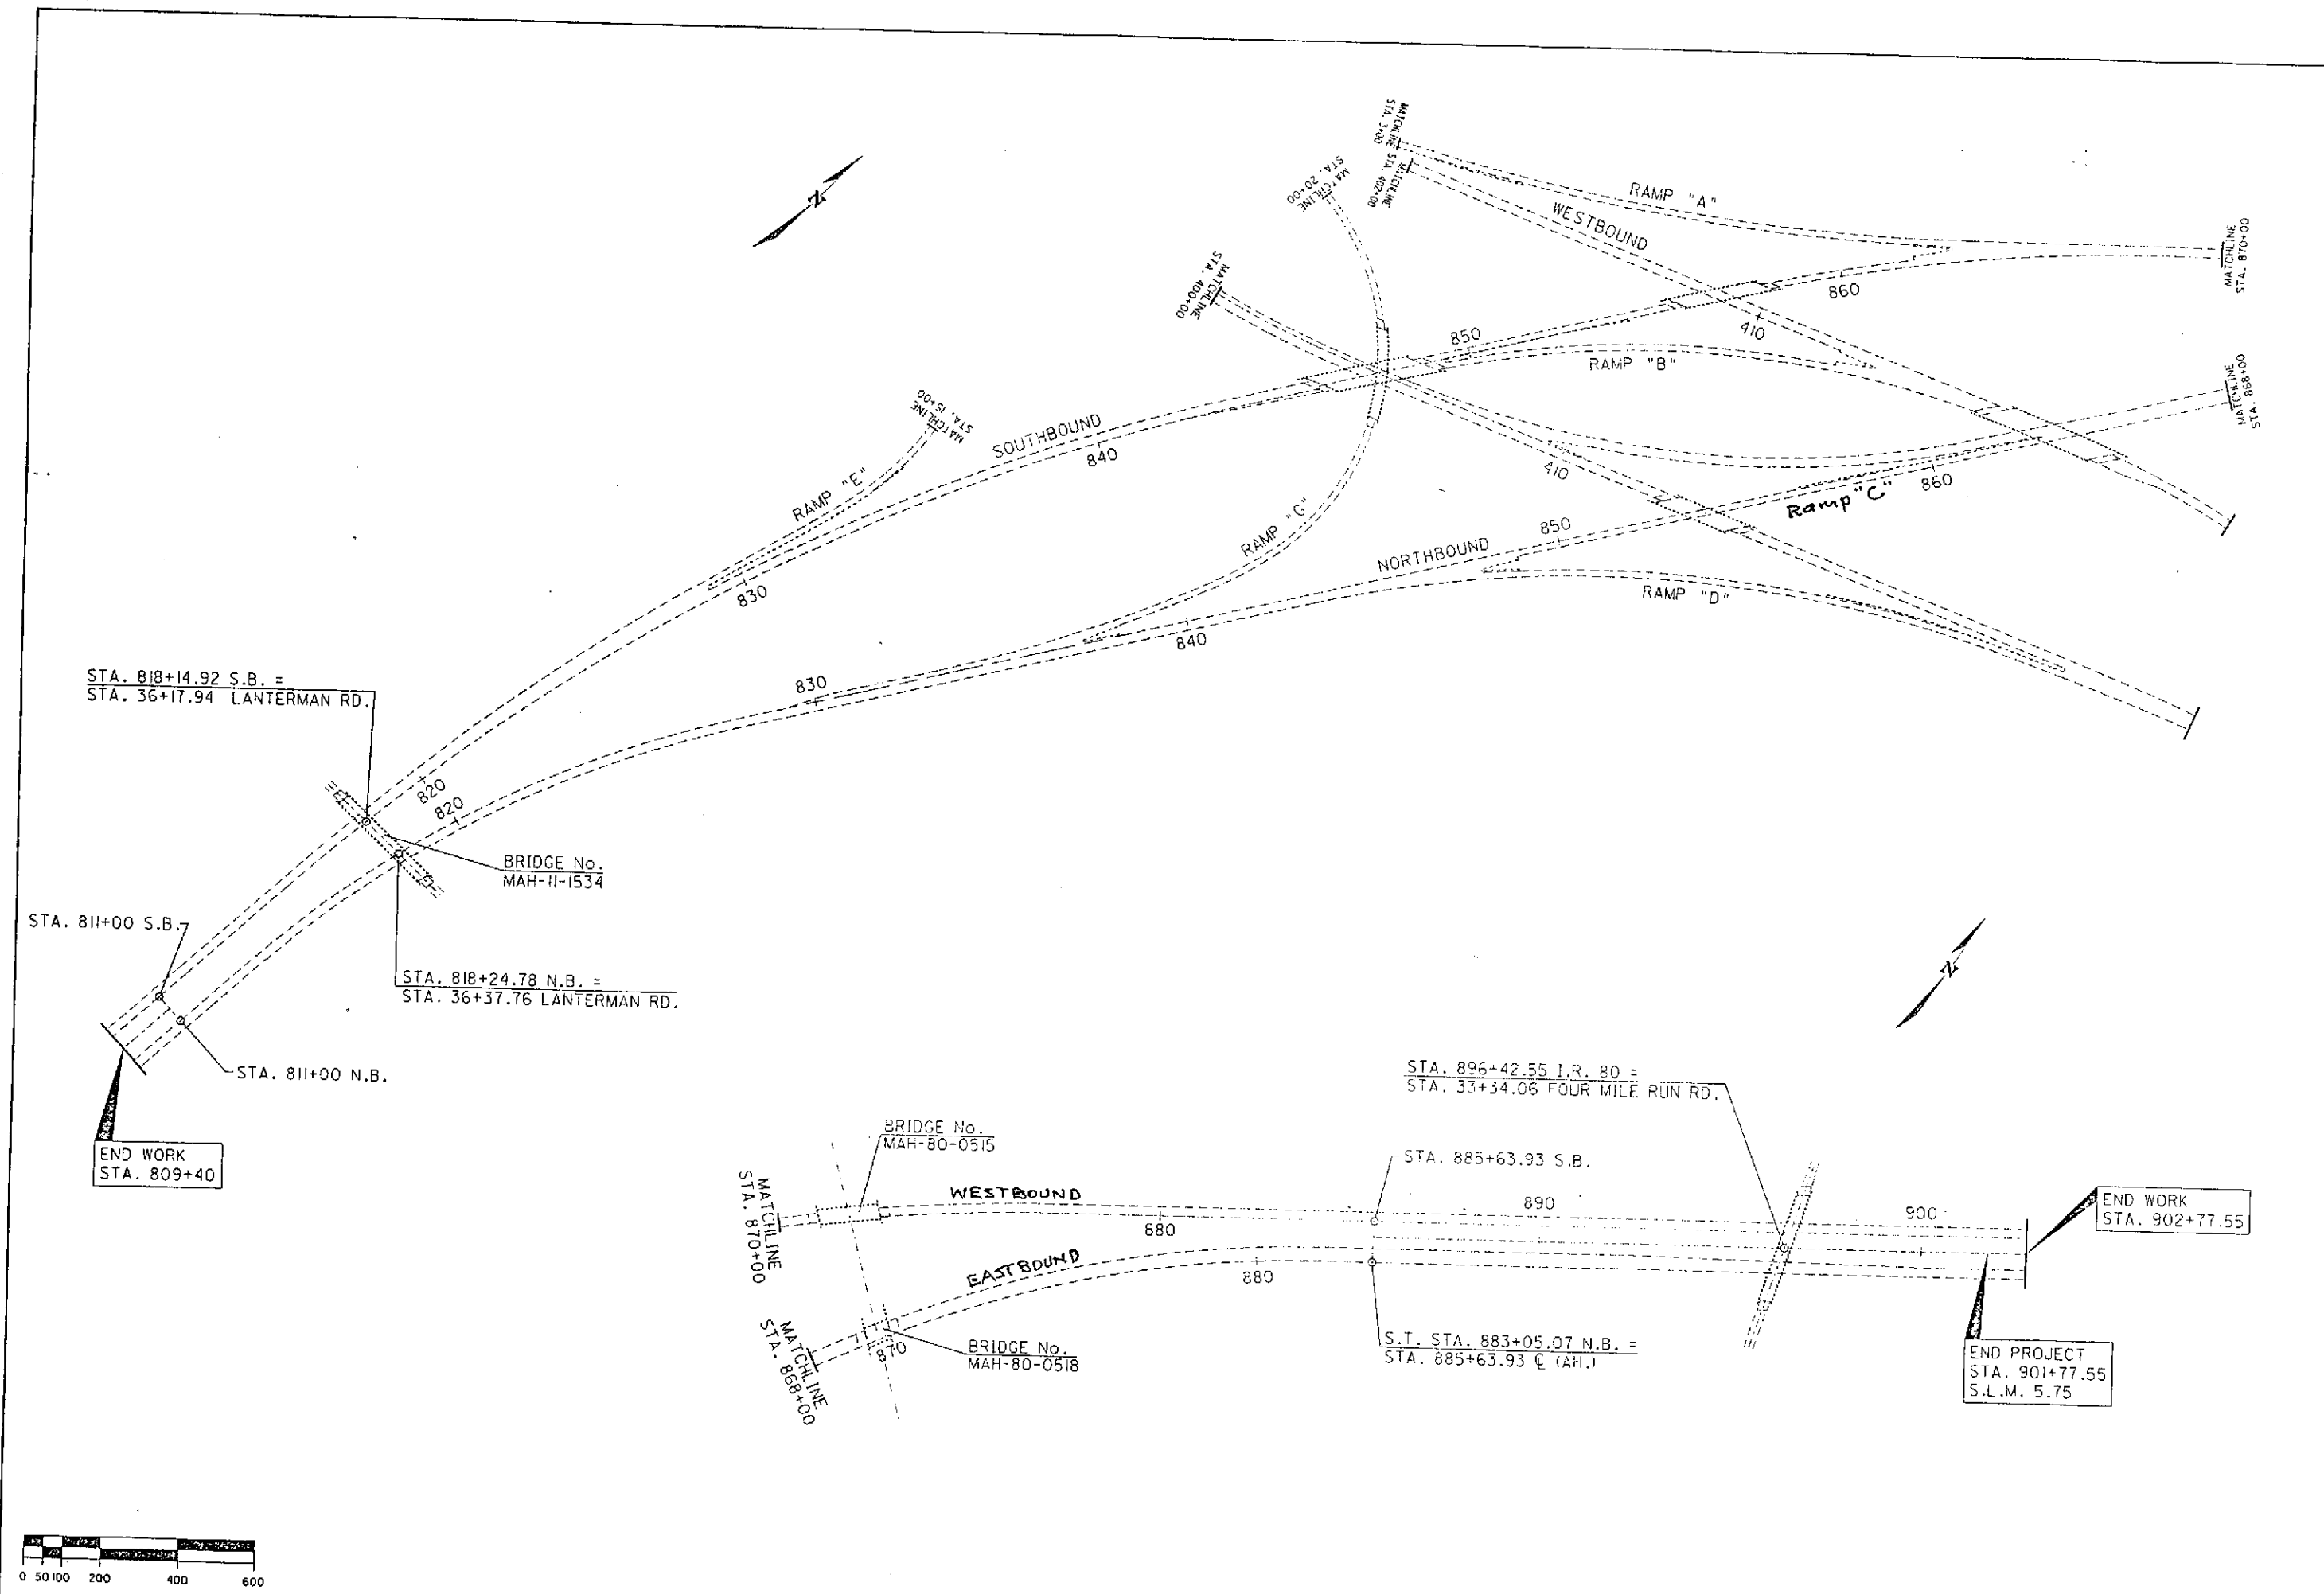 MATCHLINE
STA. 3+00
MATCHLINE
STA. 402+00
MATCHLINE
STA. 20+00
MATCHLINE
STA. 400+00
RAMP "A"
WESTBOUND
MATCHLINE
STA. 870+00
860
410
850
RAMP "B"
MATCHLINE
STA. 868+00
MATCHLINE
STA. 15+00
SOUTHBOUND
840
RAMP "E"
410
860
Ramp "C"
RAMP "G"
850
NORTHBOUND
RAMP "D"
830
840
830
N
STA. 818+14.92 S.B. =
STA. 36+17.94 LANTERMAN RD.
820
820
BRIDGE No.
MAH-11-1534
STA. 811+00 S.B.
STA. 818+24.78 N.B. =
STA. 36+37.76 LANTERMAN RD.
STA. 811+00 N.B.
END WORK
STA. 809+40
N
STA. 896+42.55 I.R. 80 =
STA. 33+34.06 FOUR MILE RUN RD.
BRIDGE No.
MAH-80-0515
STA. 885+63.93 S.B.
MATCHLINE
STA. 870+00
WESTBOUND
880
890
900
END WORK
STA. 902+77.55
EASTBOUND
880
MATCHLINE
STA. 868+00
870
BRIDGE No.
MAH-80-0518
S.T. STA. 883+05.07 N.B. =
STA. 885+63.93 ℄ (AH.)
END PROJECT
STA. 901+77.55
S.L.M. 5.75
0 50 100 200 400 600